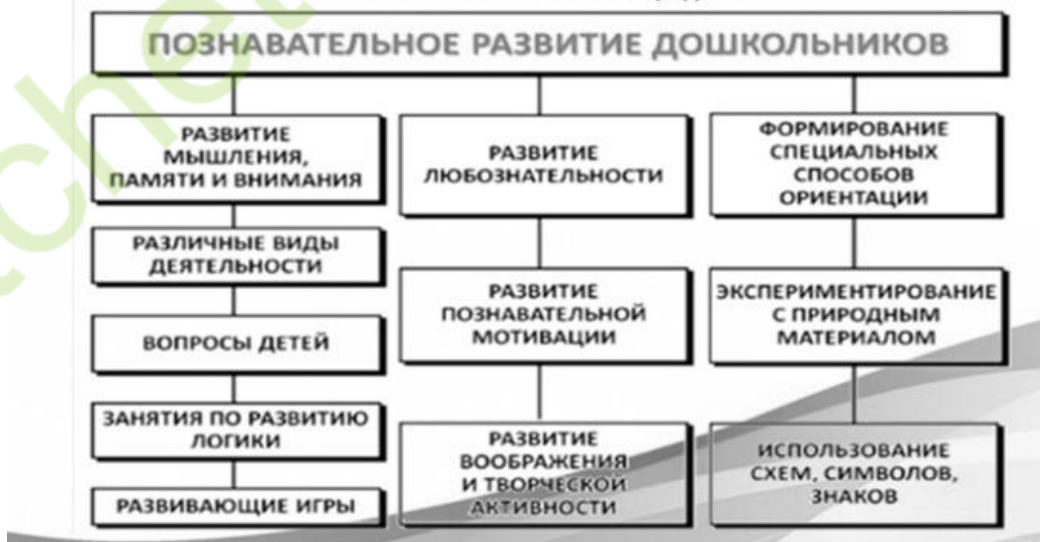 ПОЗНАВАТЕЛЬНОЕ РАЗВИТИЕ ДОШКОЛЬНИКОВ
РАЗВИТИЕ
МЫШЛЕНИЯ,
ПАМЯТИ И ВНИМАНИЯ
РАЗЛИЧНЫЕ ВИДЫ
ДЕЯТЕЛЬНОСТИ
ВОПРОСЫ ДЕТЕЙ
ЗАНЯТИЯ ПО РАЗВИТИЮ
ЛОГИКИ
РАЗВИВАЮЩИЕ ИГРЫ
РАЗВИТИЕ
ЛЮБОЗНАТЕЛЬНОСТИ
РАЗВИТИЕ
ПОЗНАВАТЕЛЬНОЙ
МОТИВАЦИИ
РАЗВИТИЕ
ВООБРАЖЕНИЯ
И ТВОРЧЕСКОЙ
АКТИВНОСТИ
ФОРМИРОВАНИЕ
СПЕЦИАЛЬНЫХ
СПОСОБОВ
ОРИЕНТАЦИИ
ЭКСПЕРИМЕНТИРОВАНИЕ
С ПРИРОДНЫМ
МАТЕРИАЛОМ
ИСПОЛЬЗОВАНИЕ
СХЕМ, СИМВОЛОВ,
ЗНАКОВ